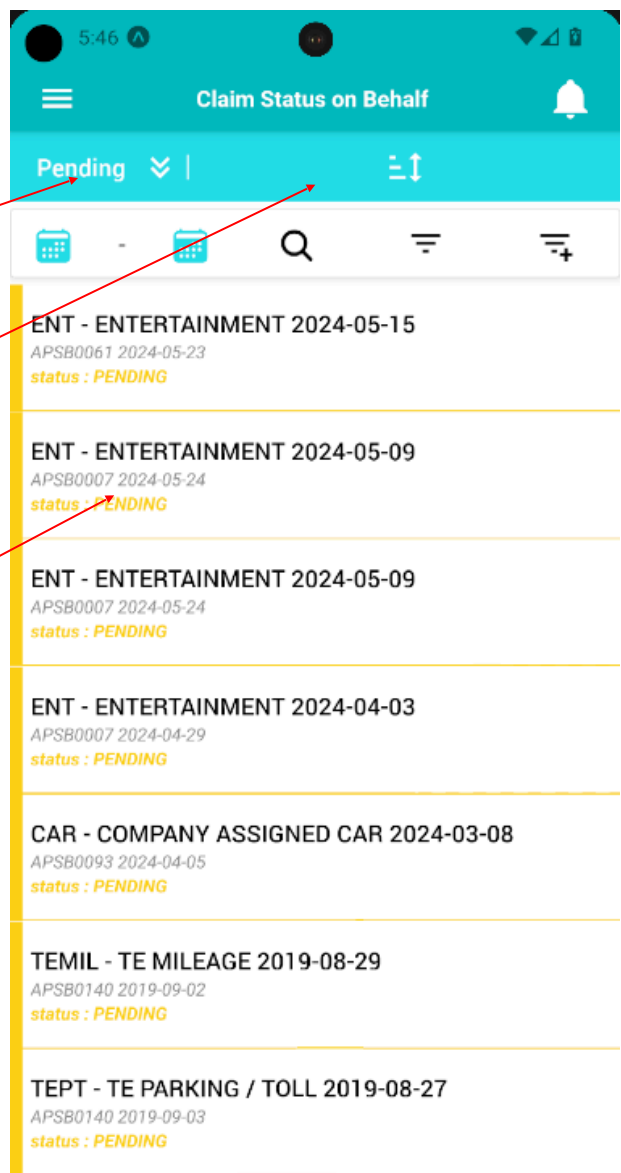 5:46
Claim Status on Behalf
Pending
-
ENT - ENTERTAINMENT 2024-05-15
APSB0061 2024-05-23
status : PENDING
ENT - ENTERTAINMENT 2024-05-09
APSB0007 2024-05-24
status : PENDING
ENT - ENTERTAINMENT 2024-05-09
APSB0007 2024-05-24
status : PENDING
ENT - ENTERTAINMENT 2024-04-03
APSB0007 2024-04-29
status : PENDING
CAR - COMPANY ASSIGNED CAR 2024-03-08
APSB0093 2024-04-05
status : PENDING
TEMIL - TE MILEAGE 2019-08-29
APSB0140 2019-09-02
status : PENDING
TEPT - TE PARKING / TOLL 2019-08-27
APSB0140 2019-09-03
status : PENDING